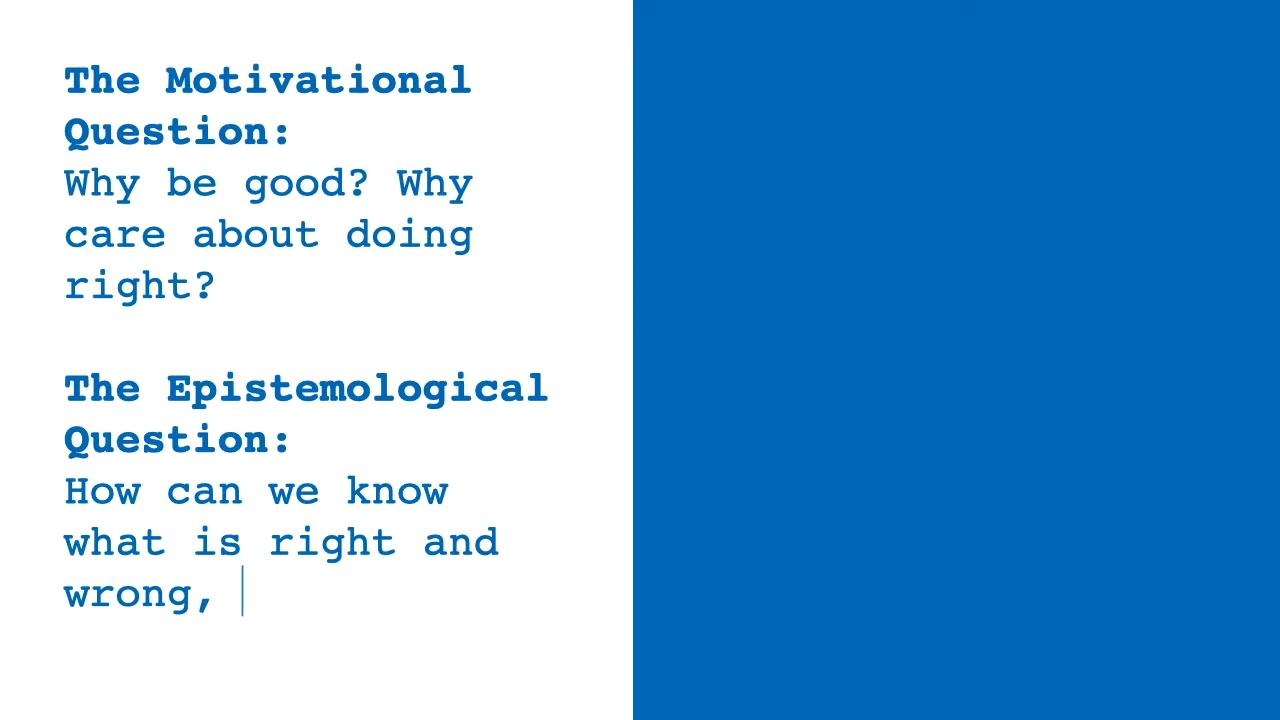 The Motivational
Question:
Why be good? Why
care about doing
right?
The Epistemological
Question:
How can we know
what is right and
wrong,